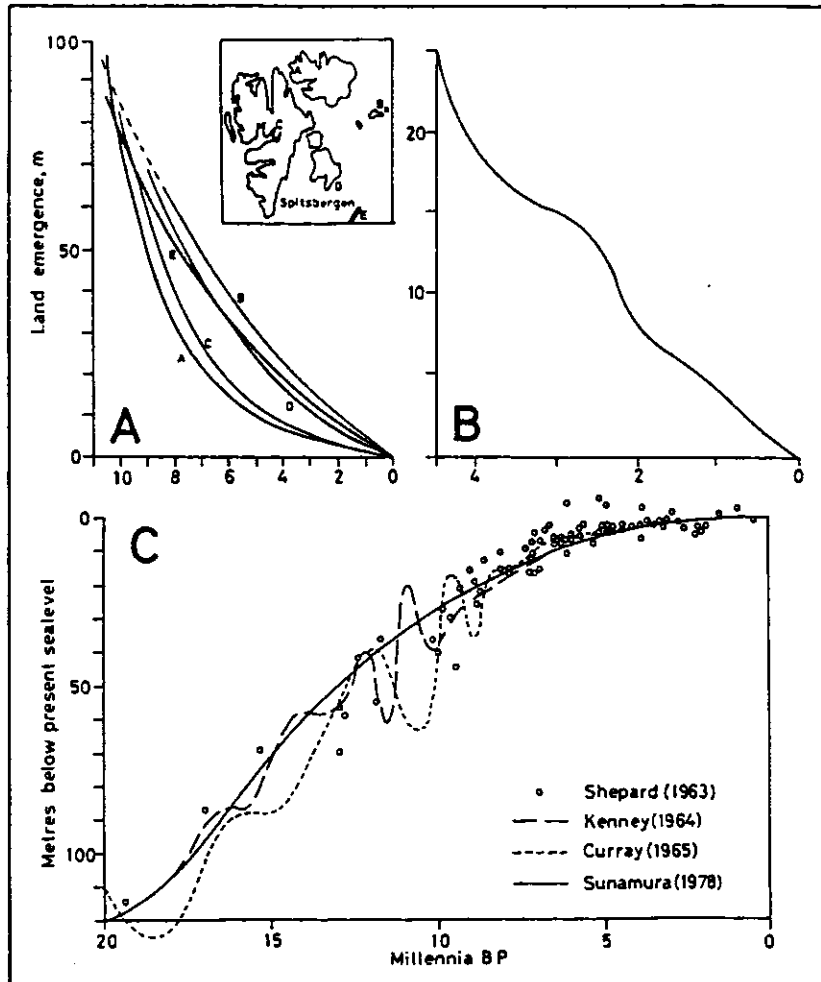 100
50
0
Land emergence, m
A
10 8 6 4 2 0
A
C
B
D
E
C
D
E
Spitsbergen
20
10
0
B
4 2 0
C
0
50
100
Metres below present sealevel
20 15 10 5 0
Millennia BP
Shepard (1963)
Kenney (1964)
Curray (1965)
Sunamura (1978)